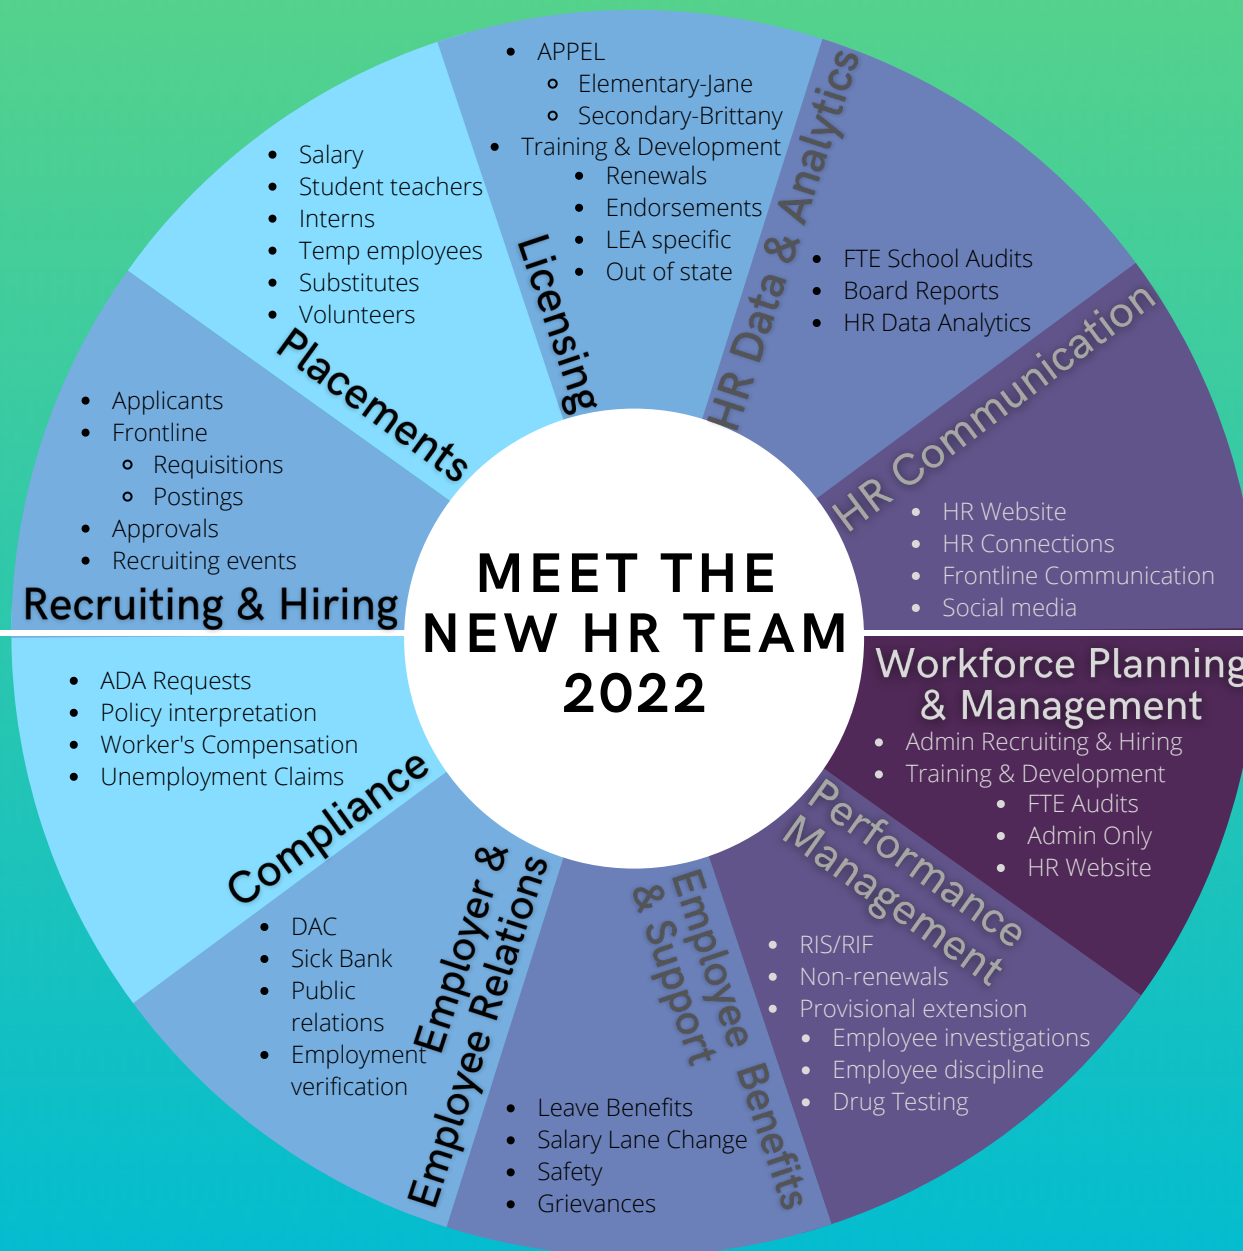 MEET THE
NEW HR TEAM
2022
Licensing
APPEL
Elementary-Jane
Secondary-Brittany
Training & Development
Renewals
Endorsements
LEA specific
Out of state
HR Data & Analytics
FTE School Audits
Board Reports
HR Data Analytics
HR Communication
HR Website
HR Connections
Frontline Communication
Social media
Workforce Planning
& Management
Admin Recruiting & Hiring
Training & Development
FTE Audits
Admin Only
HR Website
Performance
Management
RIS/RIF
Non-renewals
Provisional extension
Employee investigations
Employee discipline
Drug Testing
Employee Benefits
& Support
Leave Benefits
Salary Lane Change
Safety
Grievances
Employer &
Employee Relations
DAC
Sick Bank
Public
relations
Employment
verification
Compliance
ADA Requests
Policy interpretation
Worker's Compensation
Unemployment Claims
Recruiting & Hiring
Applicants
Frontline
Requisitions
Postings
Approvals
Recruiting events
Placements
Salary
Student teachers
Interns
Temp employees
Substitutes
Volunteers